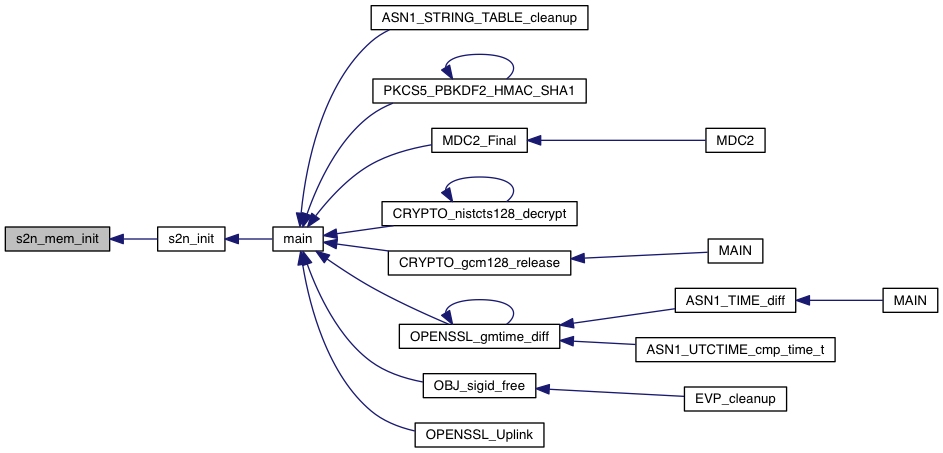 ASN1_STRING_TABLE_cleanup
PKCS5_PBKDF2_HMAC_SHA1
MDC2_Final
MDC2
CRYPTO_nistcts128_decrypt
s2n_mem_init
s2n_init
main
CRYPTO_gcm128_release
MAIN
ASN1_TIME_diff
MAIN
OPENSSL_gmtime_diff
ASN1_UTCTIME_cmp_time_t
OBJ_sigid_free
EVP_cleanup
OPENSSL_Uplink